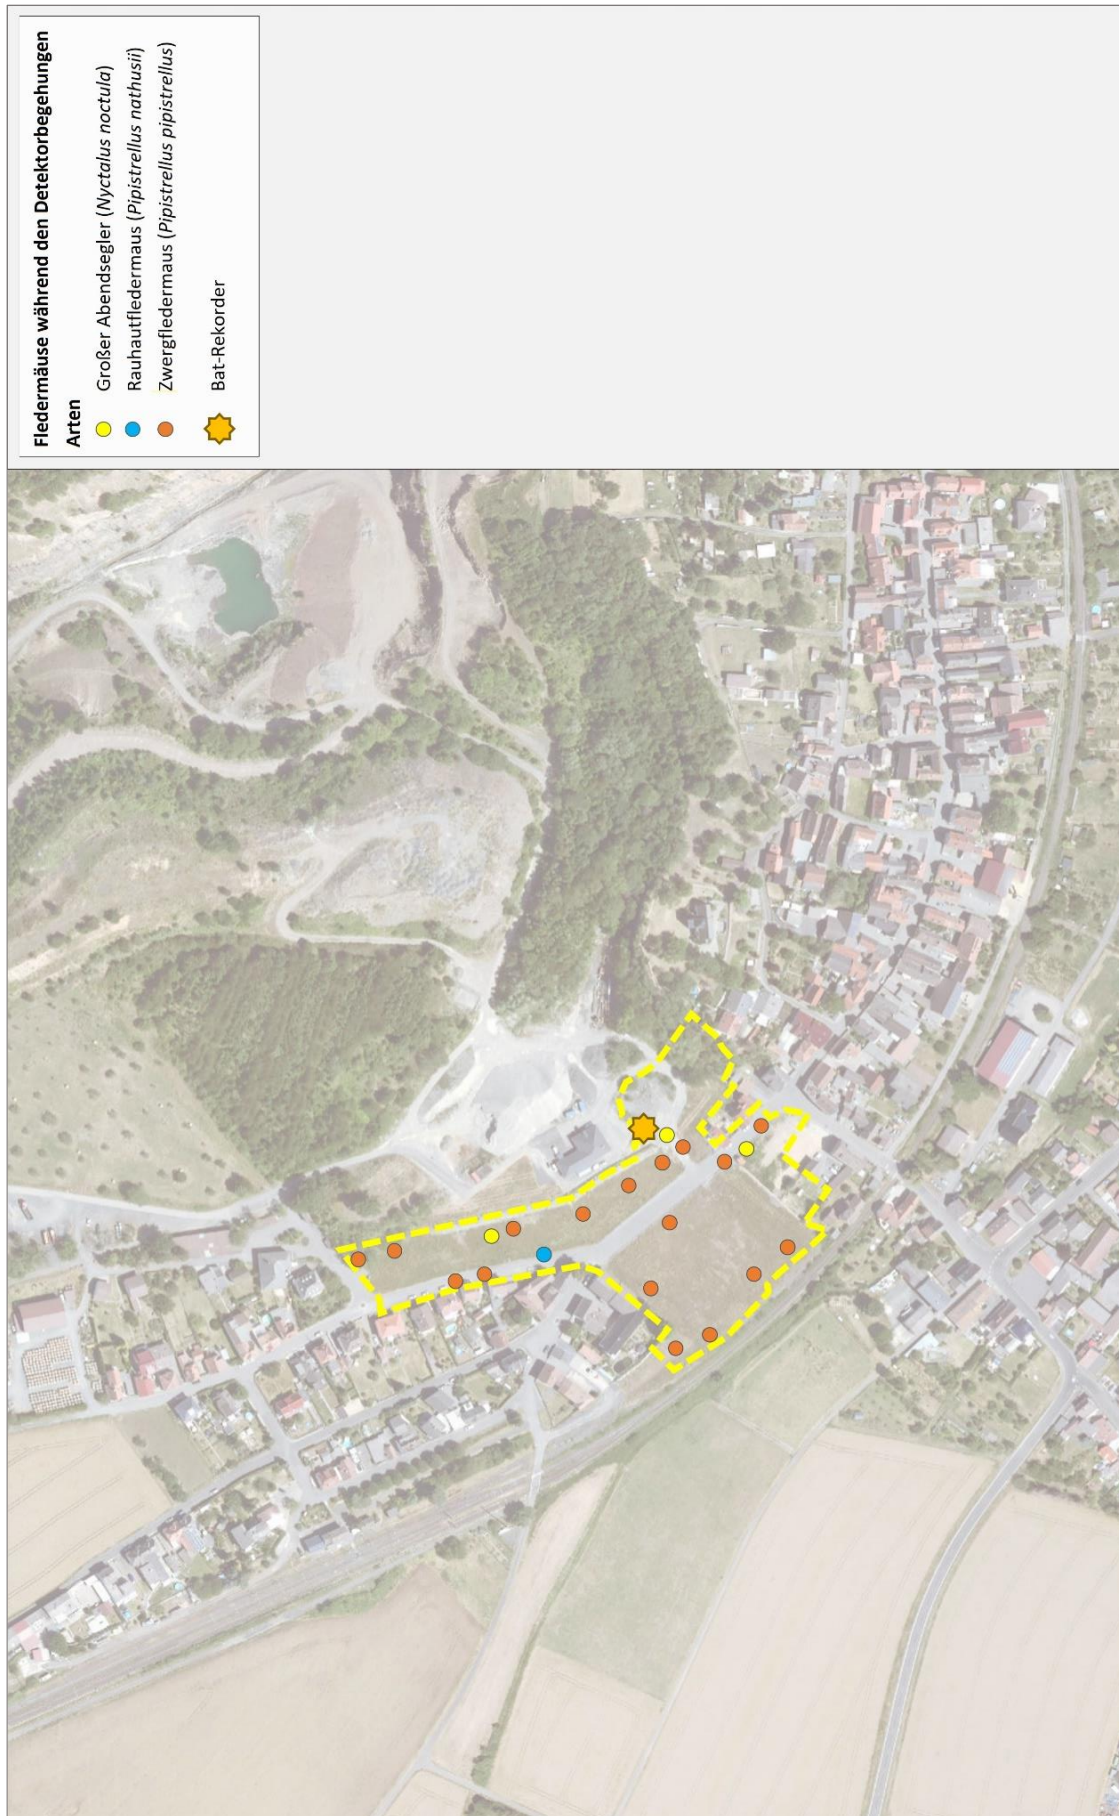 Fledermäuse während den Detektorbegehungen
Arten
Großer Abendsegler (Nyctalus noctula)
Rauhautfledermaus (Pipistrellus nathusii)
Zwergfledermaus (Pipistrellus pipistrellus)
Bat-Rekorder